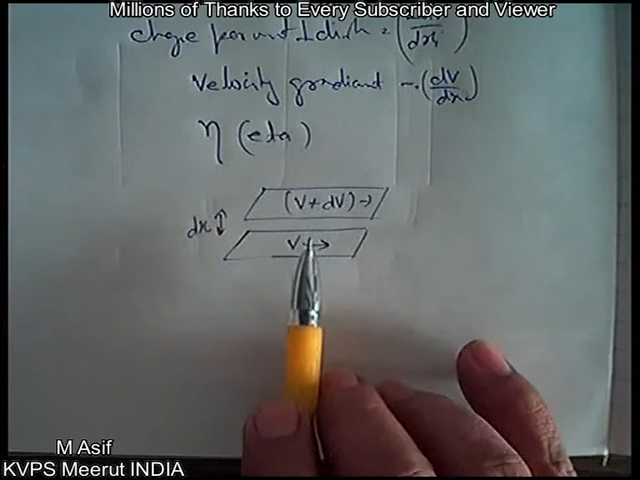 Millions of Thanks to Every Subscriber and Viewer
Velocity gradient → (dV/dx)
η (eta)
(V+dV)→
dx ↕
V→
M Asif
KVPS Meerut INDIA